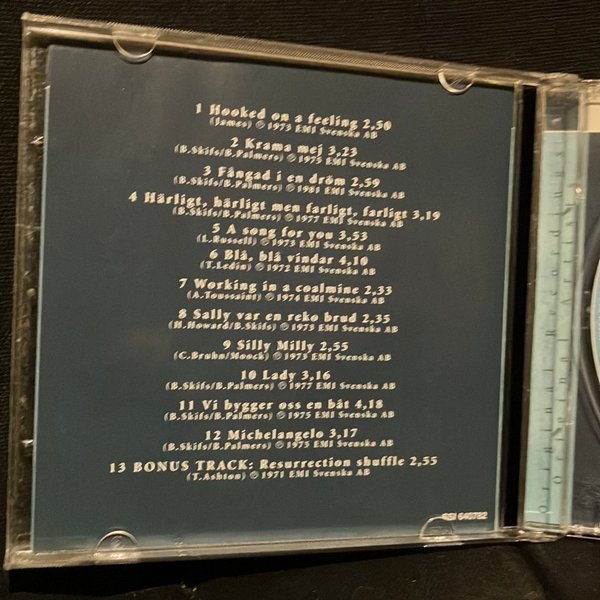 1 Hooked on a feeling 2,50
(James) ℗ 1973 EMI Svenska AB
2 Krama mej 3,23
(B.Skifs/B.Palmers) ℗ 1975 EMI Svenska AB
3 Fångad i en dröm 2,59
(B.Skifs/B.Palmers) ℗ 1981 EMI Svenska AB
4 Härligt, härligt men farligt, farligt 3,19
(B.Skifs/B.Palmers) ℗ 1977 EMI Svenska AB
5 A song for you 3,53
(L.Russell) ℗ 1973 EMI Svenska AB
6 Blå, blå vindar 4,10
(T.Ledin) ℗ 1972 EMI Svenska AB
7 Working in a coalmine 2,33
(A.Toussaint) ℗ 1974 EMI Svenska AB
8 Sally var en reko brud 2,35
(H.Howard/B.Skifs) ℗ 1973 EMI Svenska AB
9 Silly Milly 2,55
(C.Bruhn/Moock) ℗ 1973 EMI Svenska AB
10 Lady 3,16
(B.Skifs/B.Palmers) ℗ 1977 EMI Svenska AB
11 Vi bygger oss en båt 4,18
(B.Skifs/B.Palmers) ℗ 1975 EMI Svenska AB
12 Michelangelo 3,17
(B.Skifs/B.Palmers) ℗ 1975 EMI Svenska AB
13 BONUS TRACK: Resurrection shuffle 2,55
(T.Ashton) ℗ 1971 EMI Svenska AB
RSI 640782
Original Recordings
Original Artist